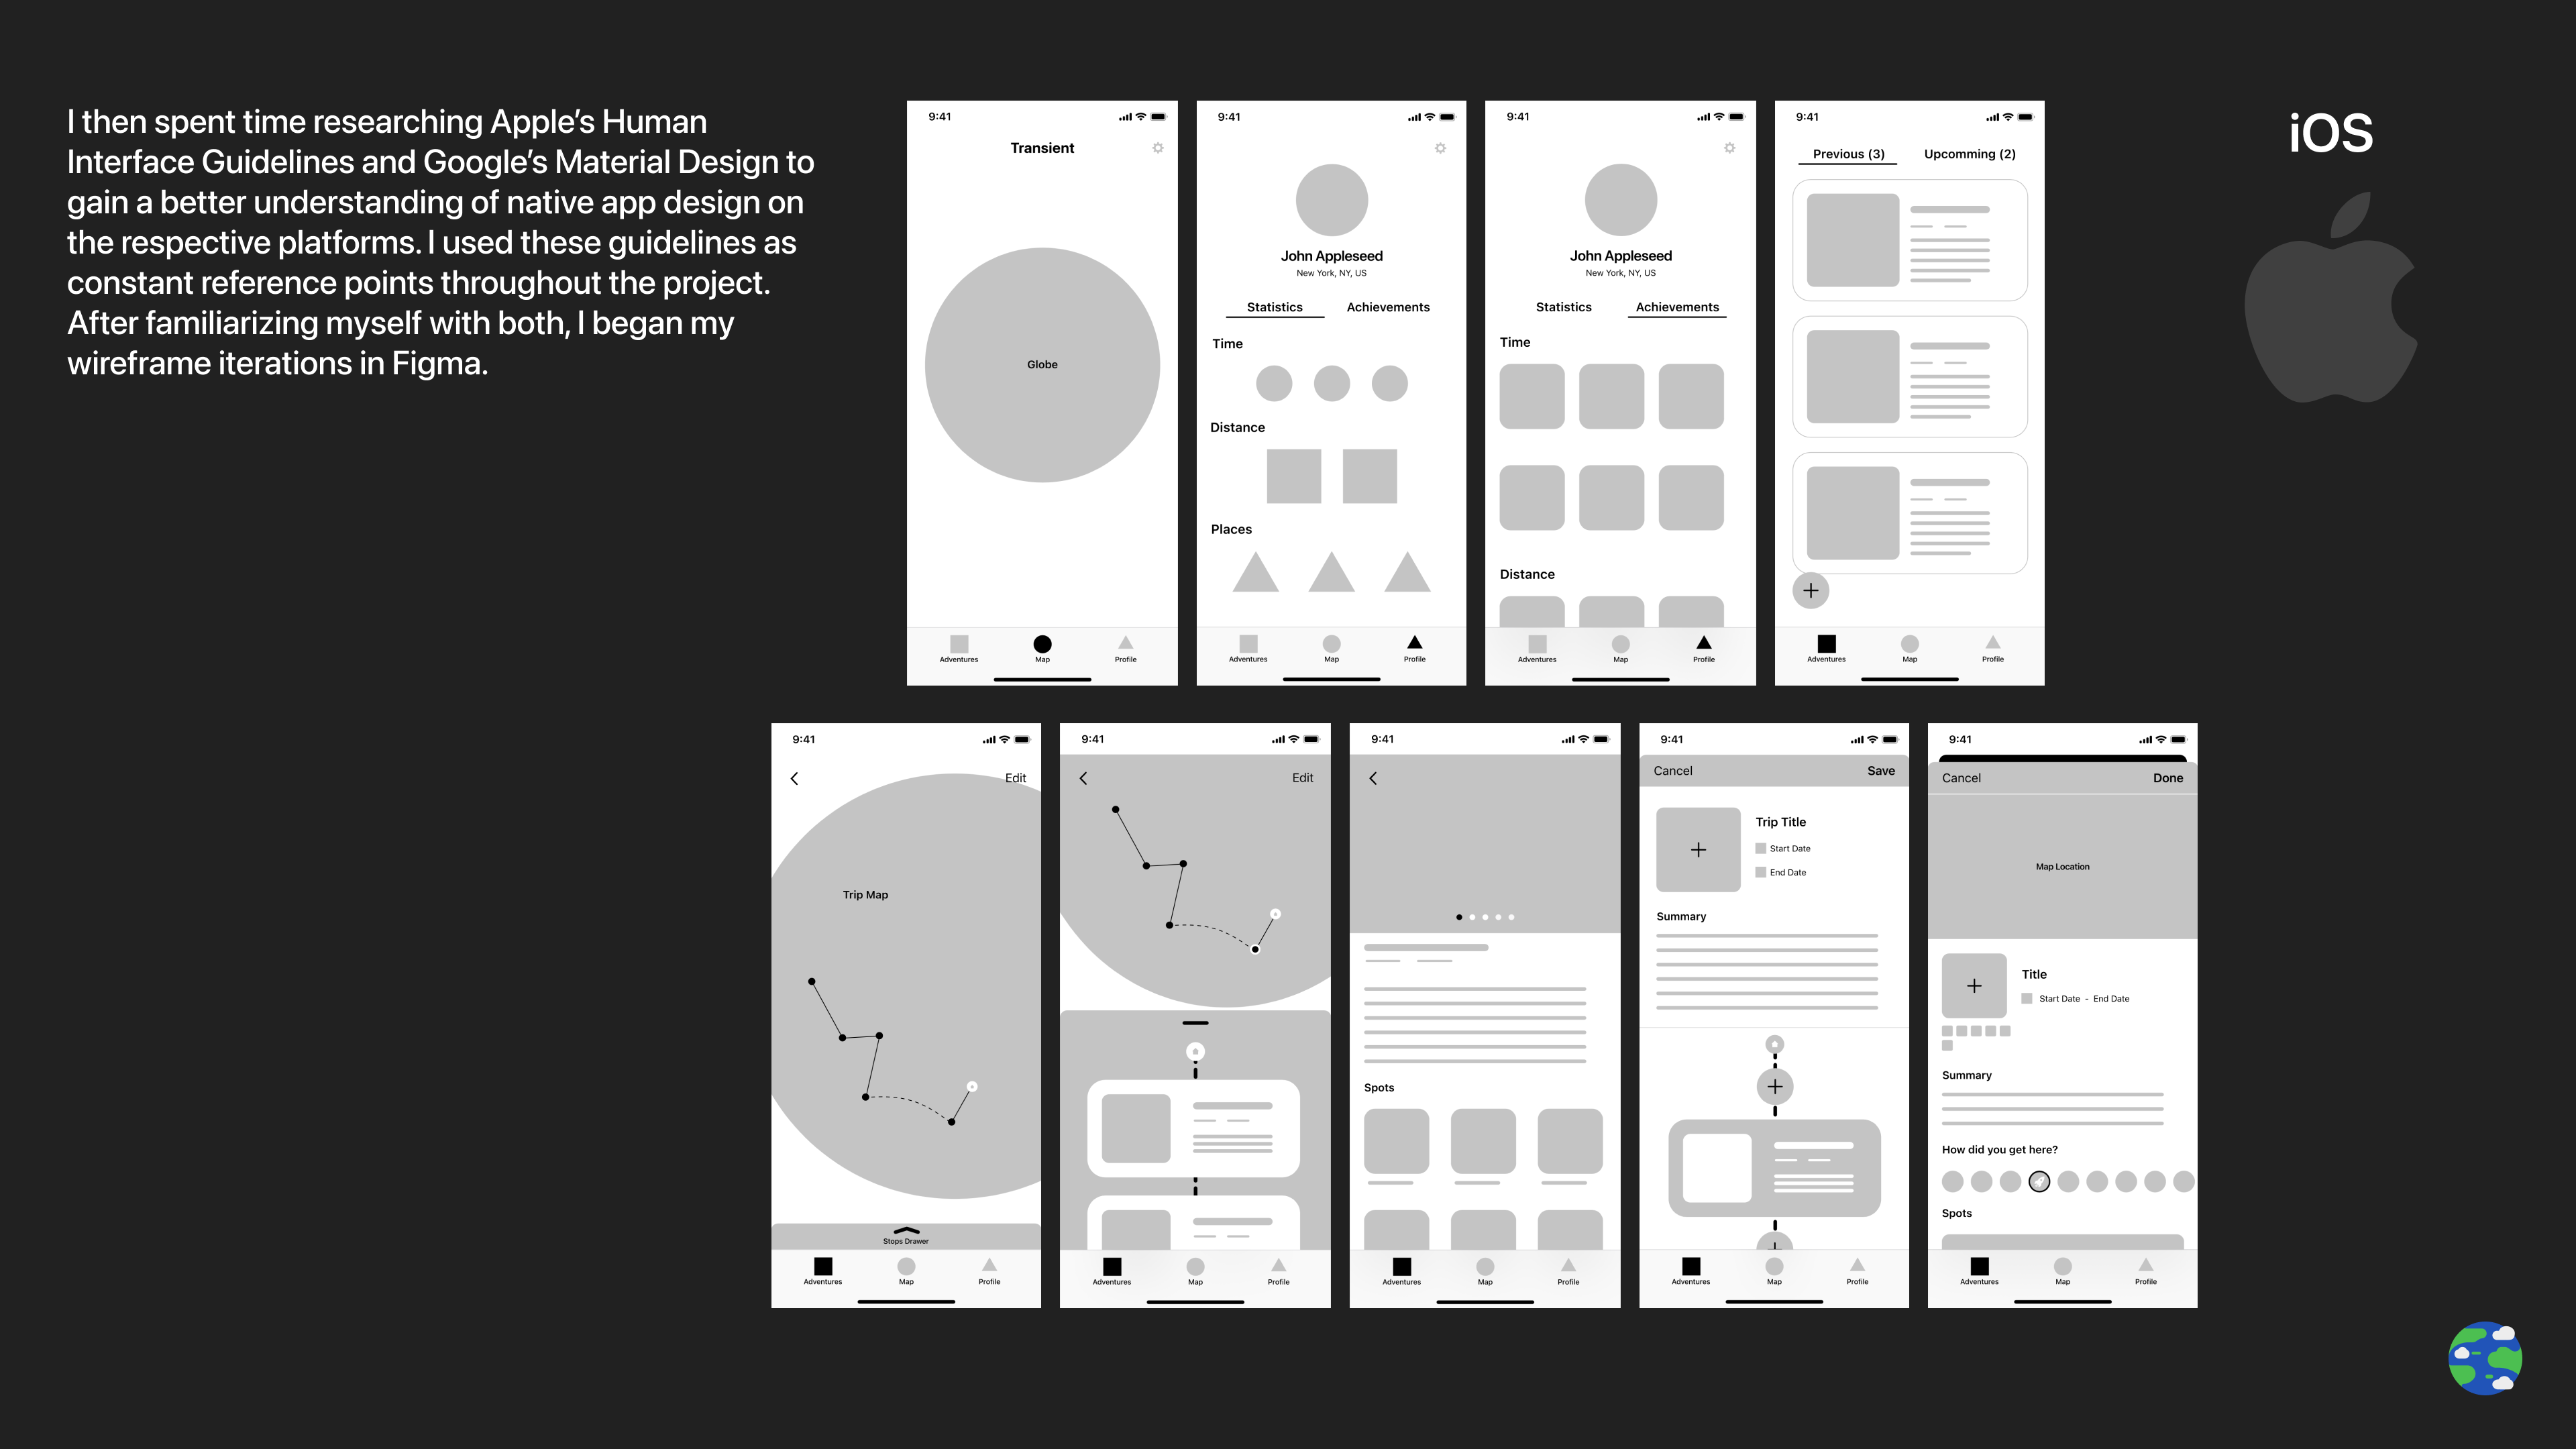 I then spent time researching Apple’s Human
Interface Guidelines and Google’s Material Design to
gain a better understanding of native app design on
the respective platforms. I used these guidelines as
constant reference points throughout the project.
After familiarizing myself with both, I began my
wireframe iterations in Figma.
9:41
Transient
Globe
Adventures
Map
Profile
9:41
John Appleseed
New York, NY, US
Statistics
Achievements
Time
Distance
Places
Adventures
Map
Profile
9:41
John Appleseed
New York, NY, US
Statistics
Achievements
Time
Distance
Adventures
Map
Profile
9:41
Previous (3)
Upcomming (2)
Adventures
Map
Profile
iOS
9:41
Edit
Trip Map
Stops Drawer
Adventures
Map
Profile
9:41
Edit
Adventures
Map
Profile
9:41
Spots
Adventures
Map
Profile
9:41
Cancel
Save
Trip Title
Start Date
End Date
Summary
Adventures
Map
Profile
9:41
Cancel
Done
Map Location
Title
Start Date - End Date
Summary
How did you get here?
Spots
Adventures
Map
Profile